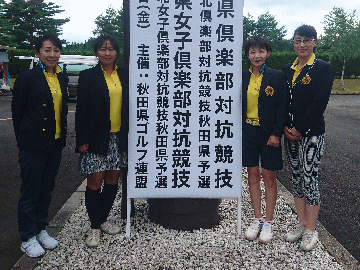 県倶楽部対抗競技
北倶楽部対抗競技秋田県予選
県女子倶楽部対抗競技
北女子倶楽部対抗競技秋田県予選
(金) 主催：秋田県ゴルフ連盟